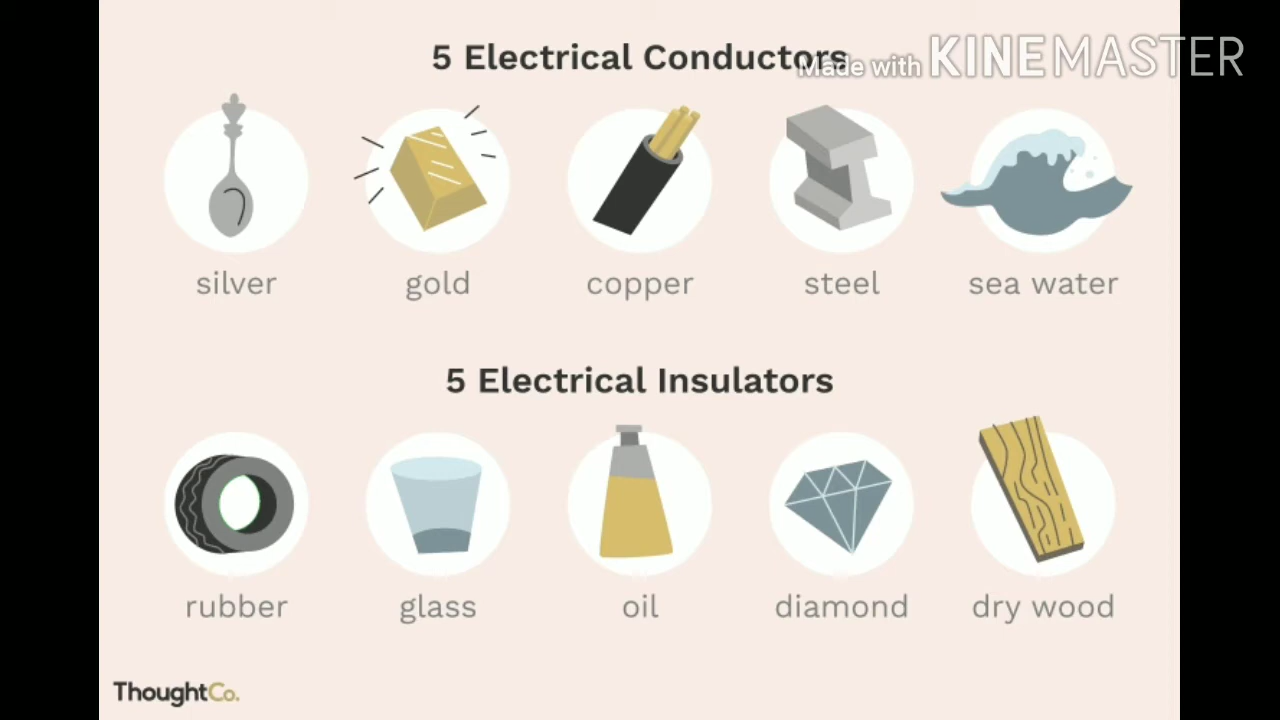 5 Electrical Conductors
Made with KINEMASTER
silver
gold
copper
steel
sea water
5 Electrical Insulators
rubber
glass
oil
diamond
dry wood
ThoughtCo.